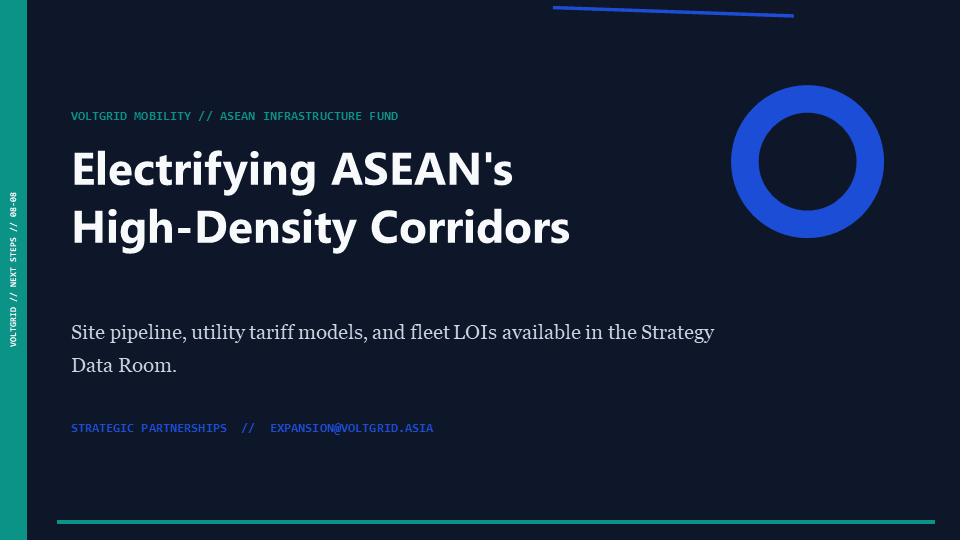 VOLTGRID // NEXT STEPS // 08-08
VOLTGRID MOBILITY // ASEAN INFRASTRUCTURE FUND
Electrifying ASEAN's
High-Density Corridors
Site pipeline, utility tariff models, and fleet LOIs available in the Strategy
Data Room.
STRATEGIC PARTNERSHIPS // EXPANSION@VOLTGRID.ASIA